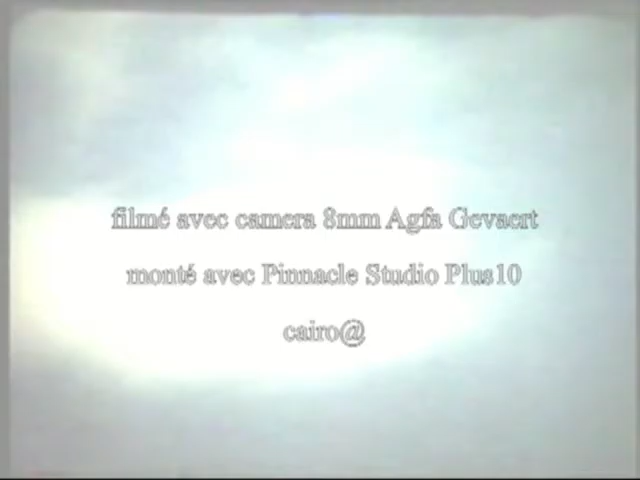 filmé avec camera 8mm Agfa Gevaert
monté avec Pinnacle Studio Plus10
cairo@